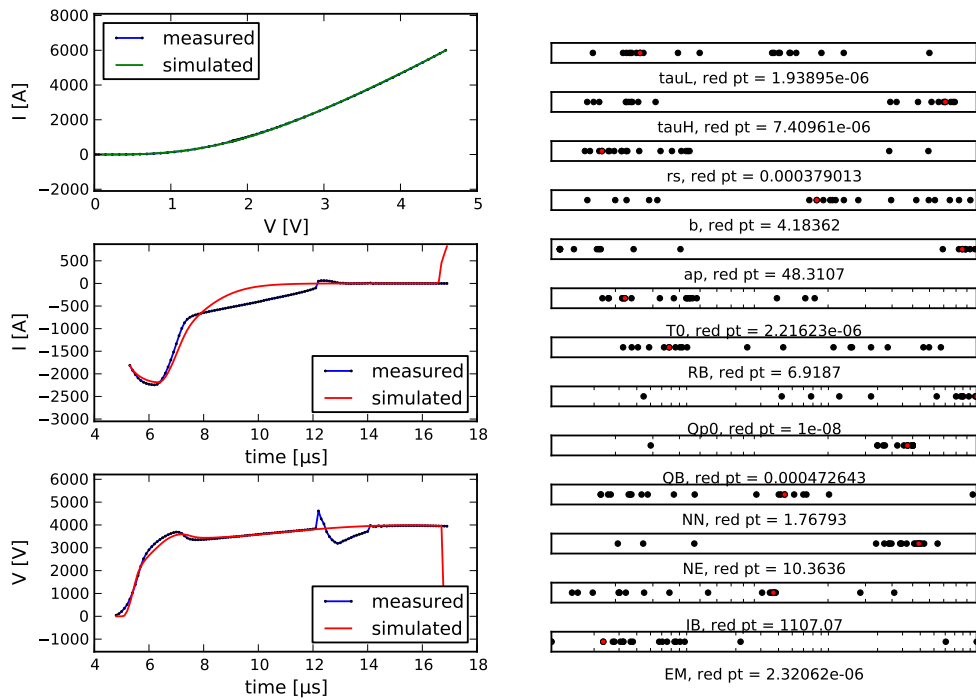 6000
5000
4000
3000
2000
1000
0
−1000
−2000
I [A]
measured
simulated
0
1
2
3
4
5
V [V]
500
0
−500
−1000
−1500
−2000
−2500
−3000
I [A]
measured
simulated
4
6
8
10
12
14
16
18
time [µs]
6000
5000
4000
3000
2000
1000
0
−1000
V [V]
measured
simulated
4
6
8
10
12
14
16
18
time [µs]
tauL, red pt = 1.93895e-06
tauH, red pt = 7.40961e-06
rs, red pt = 0.000379013
b, red pt = 4.18362
ap, red pt = 48.3107
T0, red pt = 2.21623e-06
RB, red pt = 6.9187
Qp0, red pt = 1e-08
QB, red pt = 0.000472643
NN, red pt = 1.76793
NE, red pt = 10.3636
IB, red pt = 1107.07
EM, red pt = 2.32062e-06